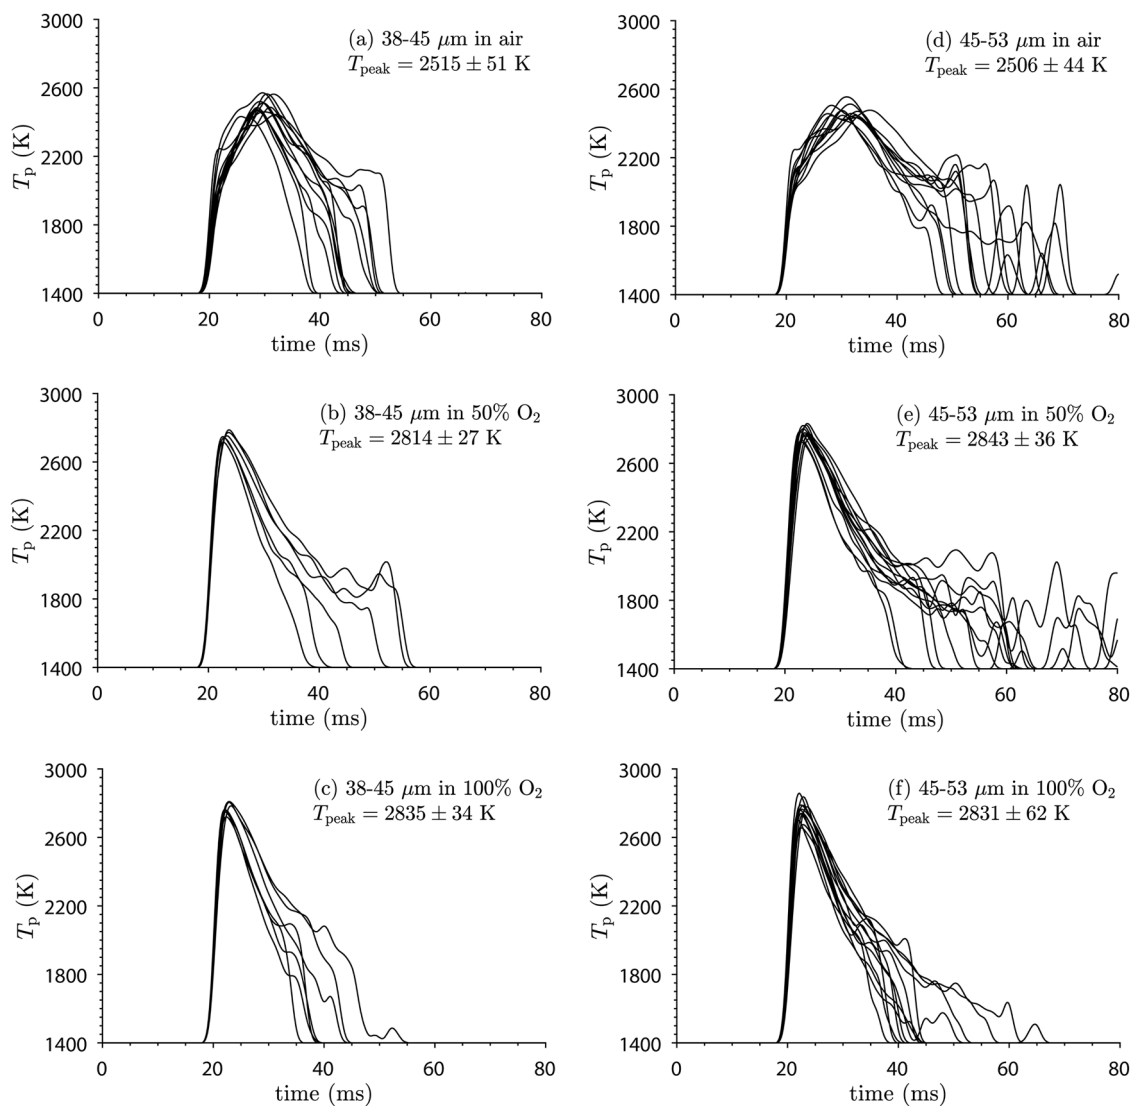 (a) 38-45 μm in air
T_peak = 2515 ± 51 K
3000
2600
2200
1800
1400
T_p (K)
0 20 40 60 80
time (ms)
(d) 45-53 μm in air
T_peak = 2506 ± 44 K
3000
2600
2200
1800
1400
T_p (K)
0 20 40 60 80
time (ms)
(b) 38-45 μm in 50% O₂
T_peak = 2814 ± 27 K
3000
2600
2200
1800
1400
T_p (K)
0 20 40 60 80
time (ms)
(e) 45-53 μm in 50% O₂
T_peak = 2843 ± 36 K
3000
2600
2200
1800
1400
T_p (K)
0 20 40 60 80
time (ms)
(c) 38-45 μm in 100% O₂
T_peak = 2835 ± 34 K
3000
2600
2200
1800
1400
T_p (K)
0 20 40 60 80
time (ms)
(f) 45-53 μm in 100% O₂
T_peak = 2831 ± 62 K
3000
2600
2200
1800
1400
T_p (K)
0 20 40 60 80
time (ms)